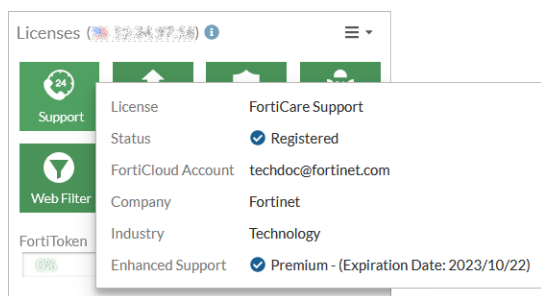 Licenses (
24
Support
License FortiCare Support
Status Registered
FortiCloud Account techdoc@fortinet.com
Web Filter
Company Fortinet
Industry Technology
FortiToken
0%
Enhanced Support Premium - (Expiration Date: 2023/10/22)